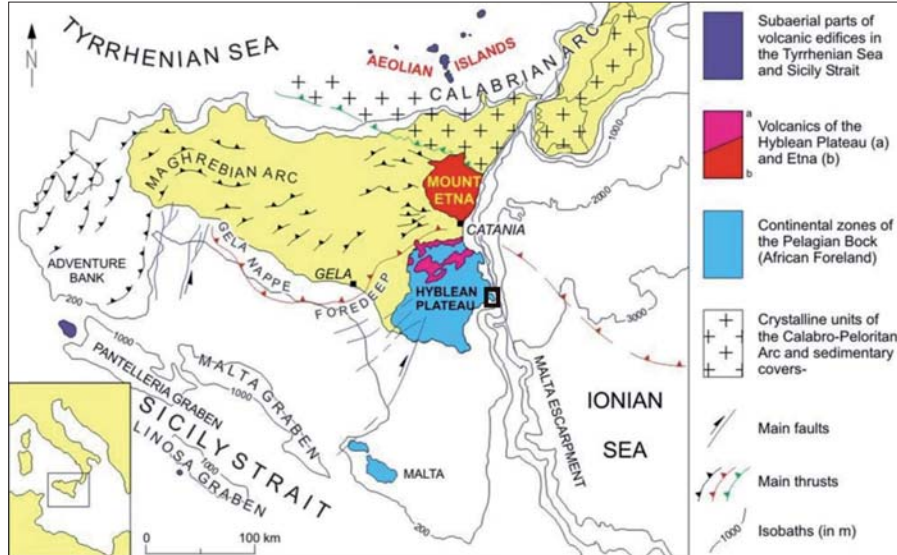 TYRRHENIAN SEA
N
AEOLIAN
ISLANDS
CALABRIAN ARC
1000
2000
MAGHREBIAN ARC
MOUNT
ETNA
CATANIA
ADVENTURE
BANK
GELA NAPPE
GELA
FOREDEEP
HYBLEAN
PLATEAU
200
3000
1000
PANTELLERIA GRABEN
MALTA GRABEN
1000
SICILY STRAIT
LINOSA GRABEN
1000
MALTA
MALTA ESCARPMENT
IONIAN
SEA
200
0
100 km
Subaerial parts of
volcanic edifices in
the Tyrrhenian Sea
and Sicily Strait
a
Volcanics of the
Hyblean Plateau (a)
and Etna (b)
b
Continental zones of
the Pelagian Bock
(African Foreland)
Crystalline units of
the Calabro-Peloritan
Arc and sedimentary
covers-
Main faults
Main thrusts
1000
Isobaths (in m)